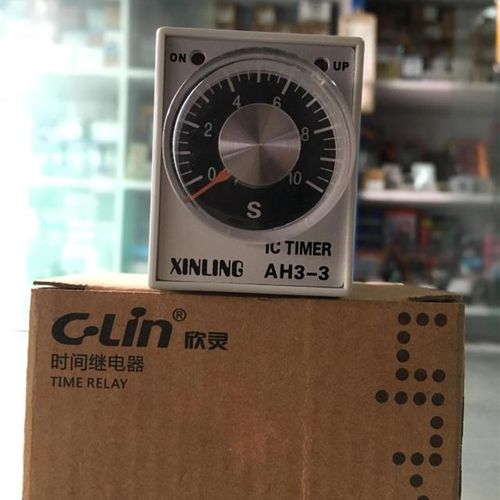 ON UP
0 2 4 6 8 10
S
IC TIMER
XINLING AH3-3
C-Lin® 欣灵
时间继电器
TIME RELAY